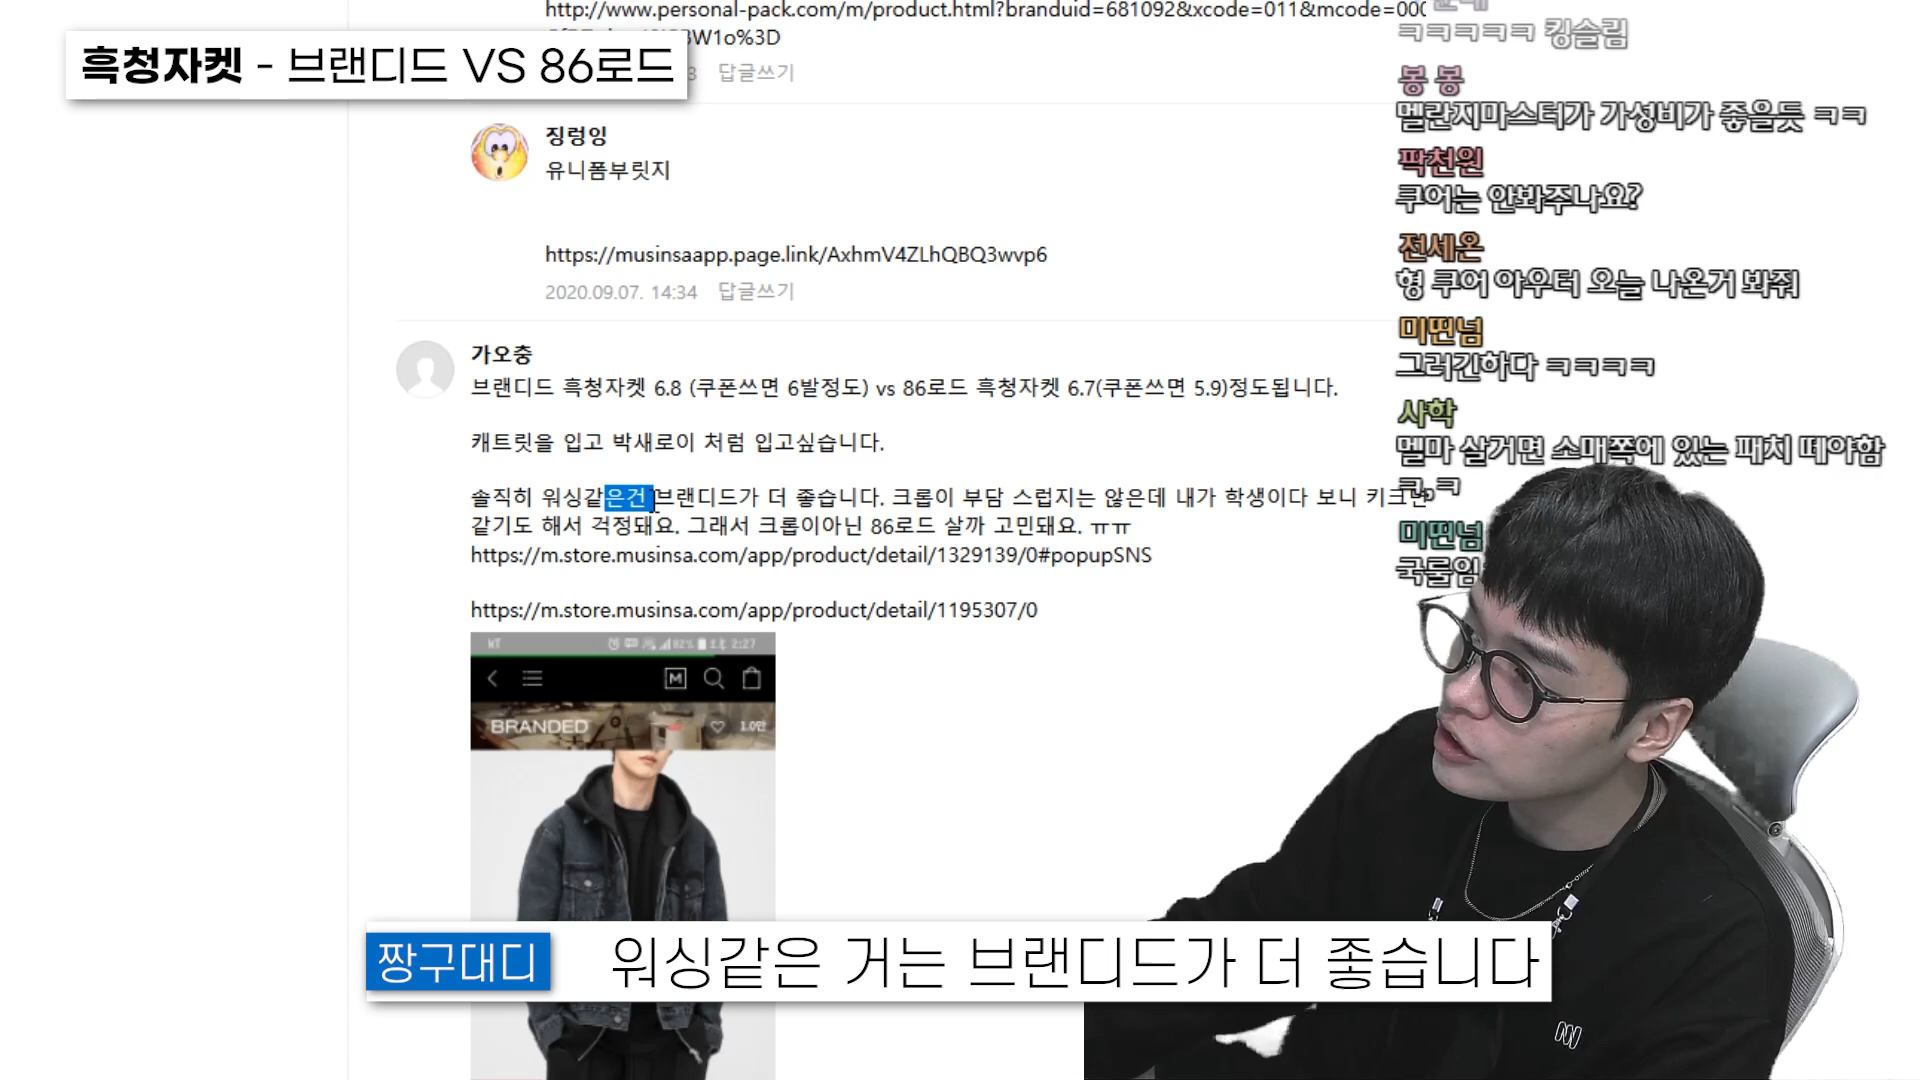 http://www.personal-pack.com/m/product.html?branduid=681092&xcode=011&mcode=000
W1o%3D
흑청자켓 - 브랜디드 VS 86로드
답글쓰기
징렁잉
유니폼부릿지
https://musinsaapp.page.link/AxhmV4ZLhQBQ3wvp6
2020.09.07. 14:34 답글쓰기
가오충
브랜디드 흑청자켓 6.8 (쿠폰쓰면 6발정도) vs 86로드 흑청자켓 6.7(쿠폰쓰면 5.9)정도됩니다.
캐트릿을 입고 박새로이 처럼 입고싶습니다.
솔직히 워싱같은건 브랜디드가 더 좋습니다. 크롭이 부담 스럽지는 않은데 내가 학생이다 보니 키크면
같기도 해서 걱정돼요. 그래서 크롭이아닌 86로드 살까 고민돼요. ㅠㅠ
https://m.store.musinsa.com/app/product/detail/1329139/0#popupSNS
https://m.store.musinsa.com/app/product/detail/1195307/0
82% 오후 2:27
M
BRANDED 1.0만
ㅋㅋㅋㅋㅋ 킹슬림
봉 봉
멜란지마스터가 가성비가 좋을듯 ㅋㅋ
팍천원
쿠어는 안봐주나요?
전세온
형 쿠어 아우터 오늘 나온거 봐줘
미떤넘
그러긴하다 ㅋㅋㅋㅋ
사학
멜마 살거면 소매쪽에 있는 패치 떼야함
ㅋㅋ
미떤넘
국룰임
짱구대디 워싱같은 거는 브랜디드가 더 좋습니다